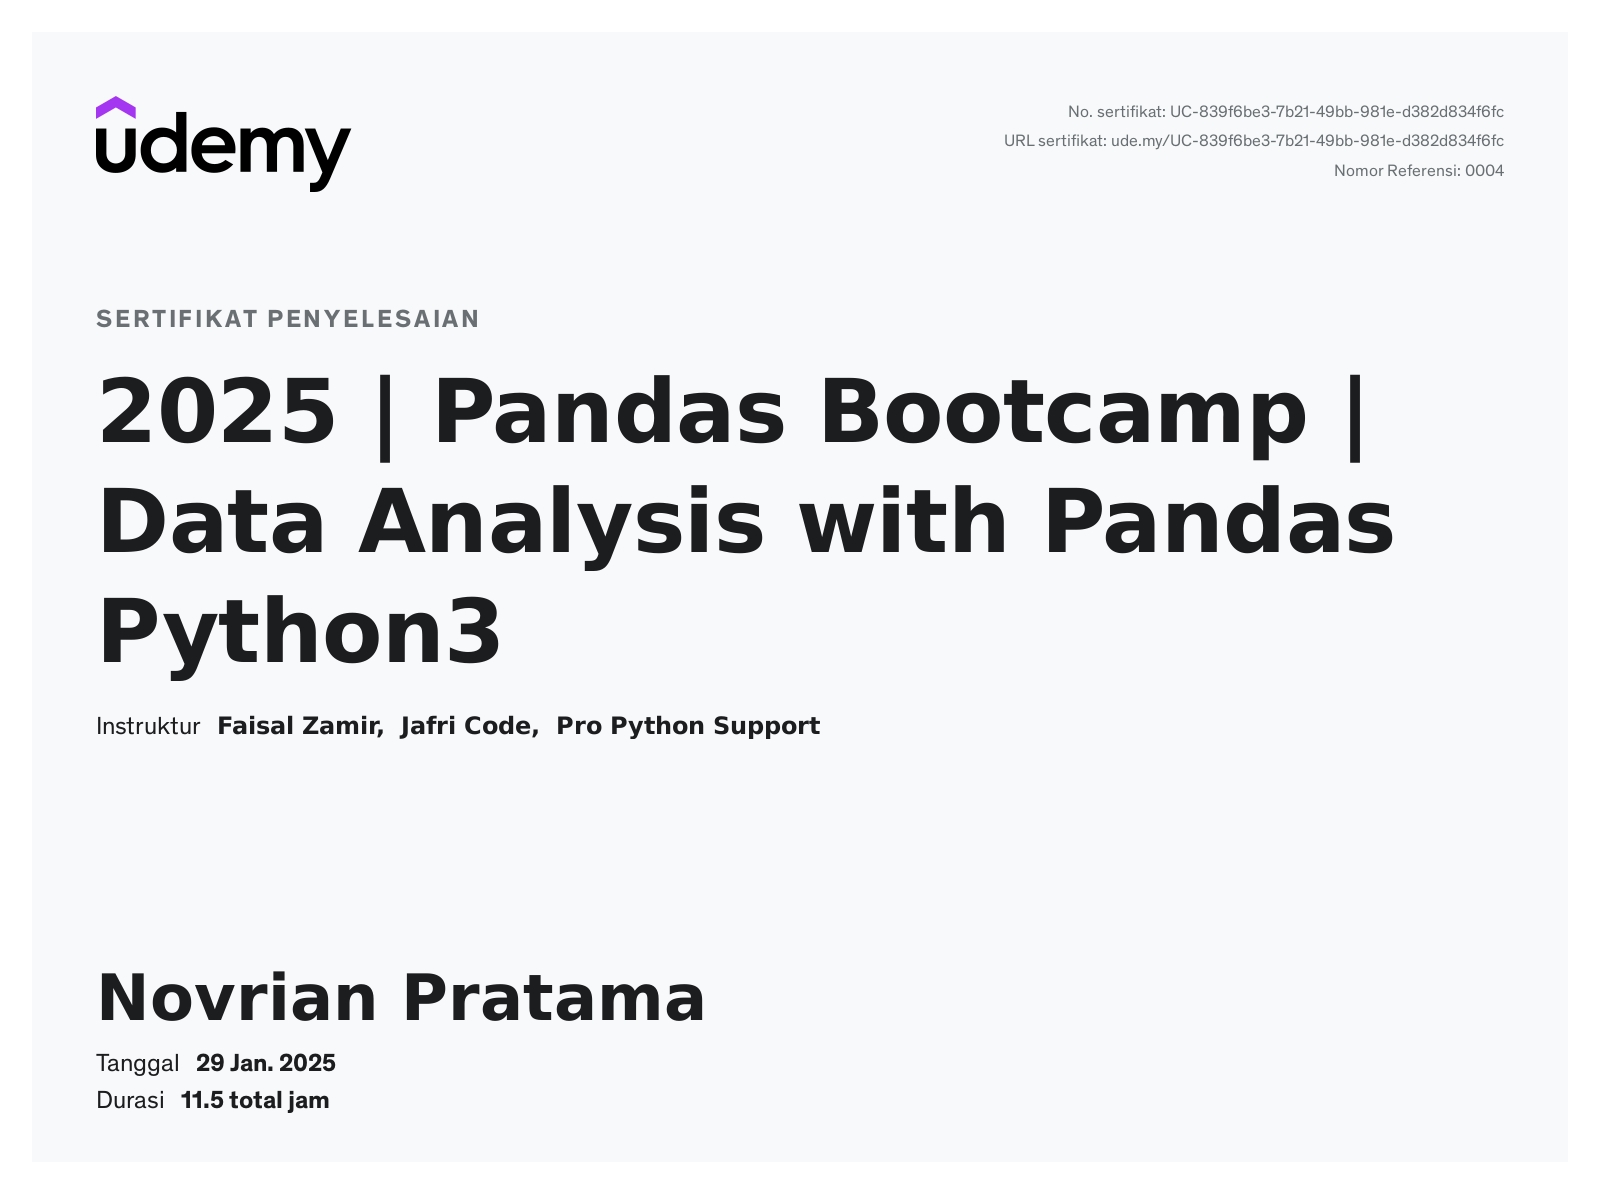 udemy
No. sertifikat: UC-839f6be3-7b21-49bb-981e-d382d834f6fc
URL sertifikat: ude.my/UC-839f6be3-7b21-49bb-981e-d382d834f6fc
Nomor Referensi: 0004
SERTIFIKAT PENYELESAIAN
2025 | Pandas Bootcamp |
Data Analysis with Pandas
Python3
Instruktur Faisal Zamir, Jafri Code, Pro Python Support
Novrian Pratama
Tanggal 29 Jan. 2025
Durasi 11.5 total jam